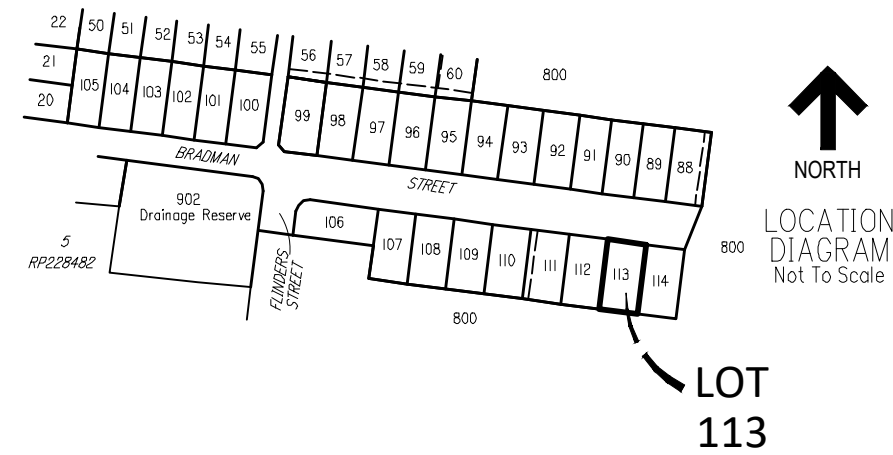 22 50 51 52 53 54 55 56 57 58 59 60 800
21
105 104 103 102 101 100 99 98 97 96 95 94 93 92 91 90 89 88
20
BRADMAN STREET
NORTH
902
Drainage Reserve
106
107 108 109 110 111 112 113 114
800
LOCATION
DIAGRAM
Not To Scale
5
RP228482
FLINDERS
STREET
800
LOT
113